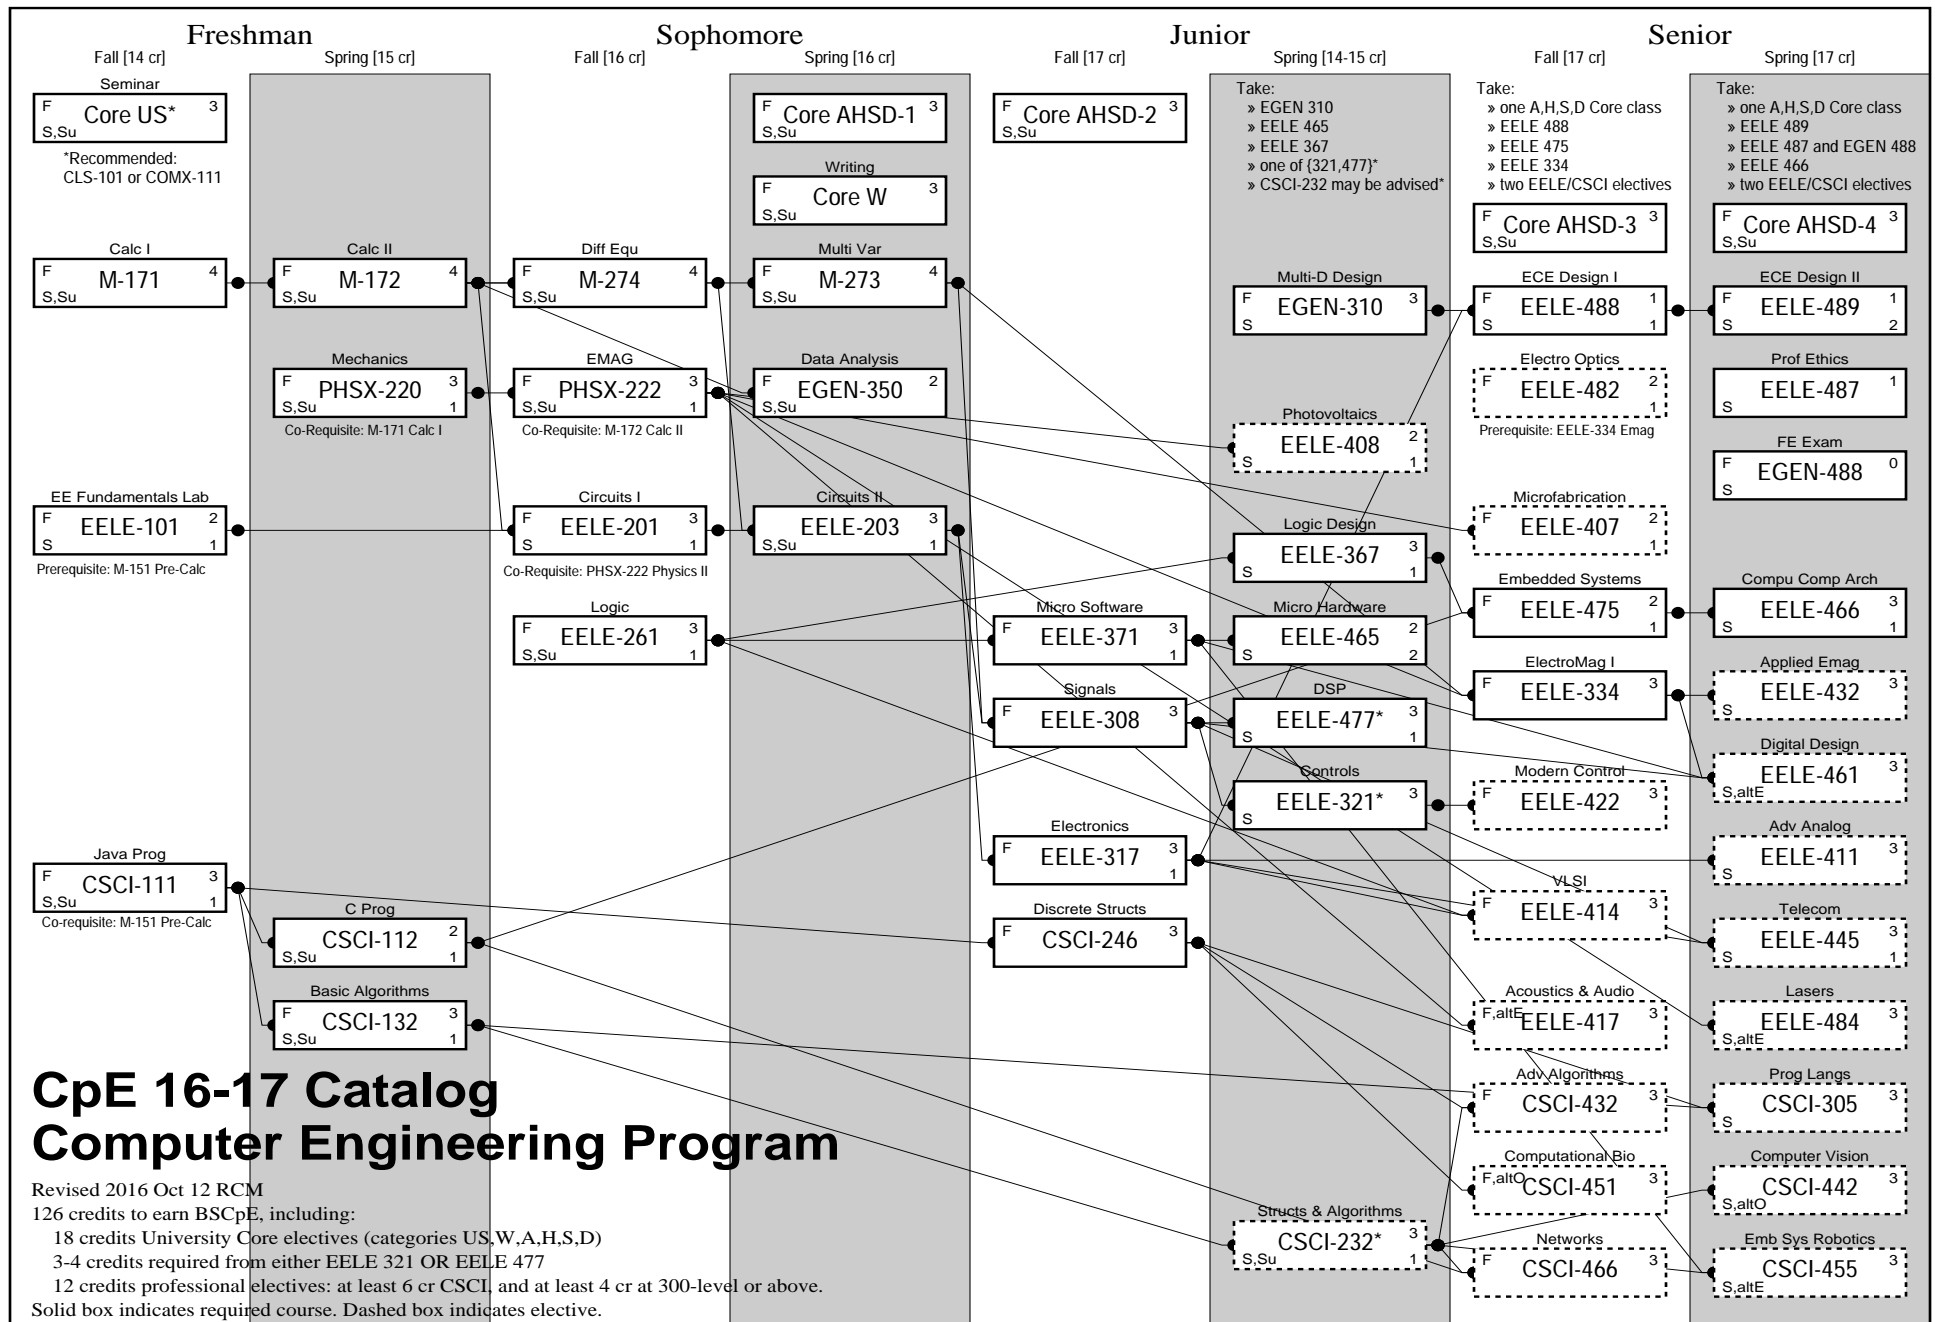 Freshman
Sophomore
Junior
Senior
Fall [14 cr]
Spring [15 cr]
Fall [16 cr]
Spring [16 cr]
Fall [17 cr]
Spring [14-15 cr]
Fall [17 cr]
Spring [17 cr]
Seminar
F Core US* 3
S,Su
*Recommended:
CLS-101 or COMX-111
Calc I
F M-171 4
S,Su
EE Fundamentals Lab
F EELE-101 2
S 1
Prerequisite: M-151 Pre-Calc
Java Prog
F CSCI-111 3
S,Su 1
Co-requisite: M-151 Pre-Calc
Calc II
F M-172 4
S,Su
Mechanics
F PHSX-220 3
S,Su 1
Co-Requisite: M-171 Calc I
C Prog
CSCI-112 2
S,Su 1
Basic Algorithms
F CSCI-132 3
S,Su 1
Diff Equ
F M-274 4
S,Su
EMAG
F PHSX-222 3
S,Su 1
Co-Requisite: M-172 Calc II
Circuits I
F EELE-201 3
S 1
Co-Requisite: PHSX-222 Physics II
Logic
F EELE-261 3
S,Su 1
F Core AHSD-1 3
S,Su
Writing
F Core W 3
S,Su
Multi Var
F M-273 4
S,Su
Data Analysis
F EGEN-350 2
S,Su
Circuits II
F EELE-203 3
S,Su 1
F Core AHSD-2 3
S,Su
Micro Software
F EELE-371 3
1
Signals
F EELE-308 3
Electronics
F EELE-317 3
1
Discrete Structs
F CSCI-246 3
Take:
» EGEN 310
» EELE 465
» EELE 367
» one of {321,477}*
» CSCI-232 may be advised*
Multi-D Design
F EGEN-310 3
S
Photovoltaics
EELE-408 2
S 1
Logic Design
EELE-367 3
S 1
Micro Hardware
EELE-465 2
S 2
DSP
EELE-477* 3
S 1
Controls
EELE-321* 3
S
Structs & Algorithms
CSCI-232* 3
S,Su 1
Take:
» one A,H,S,D Core class
» EELE 488
» EELE 475
» EELE 334
» two EELE/CSCI electives
F Core AHSD-3 3
S,Su
ECE Design I
F EELE-488 1
S 1
Electro Optics
F EELE-482 2
1
Prerequisite: EELE-334 Emag
Microfabrication
F EELE-407 2
1
Embedded Systems
F EELE-475 2
1
ElectroMag I
F EELE-334 3
Modern Control
F EELE-422 3
VLSI
F EELE-414 3
Acoustics & Audio
F,altE EELE-417 3
Adv Algorithms
F CSCI-432 3
Computational Bio
F,altO CSCI-451 3
Networks
F CSCI-466 3
Take:
» one A,H,S,D Core class
» EELE 489
» EELE 487 and EGEN 488
» EELE 466
» two EELE/CSCI electives
F Core AHSD-4 3
S,Su
ECE Design II
F EELE-489 1
S 2
Prof Ethics
EELE-487 1
S
FE Exam
F EGEN-488 0
S
Compu Comp Arch
EELE-466 3
S 1
Applied Emag
EELE-432 3
S
Digital Design
EELE-461 3
S,altE
Adv Analog
EELE-411 3
S
Telecom
EELE-445 3
S 1
Lasers
EELE-484 3
S,altE
Prog Langs
CSCI-305 3
S
Computer Vision
CSCI-442 3
S,altO
Emb Sys Robotics
CSCI-455 3
S,altE
CpE 16-17 Catalog
Computer Engineering Program
Revised 2016 Oct 12 RCM
126 credits to earn BSCpE, including:
18 credits University Core electives (categories US,W,A,H,S,D)
3-4 credits required from either EELE 321 OR EELE 477
12 credits professional electives: at least 6 cr CSCI, and at least 4 cr at 300-level or above.
Solid box indicates required course. Dashed box indicates elective.